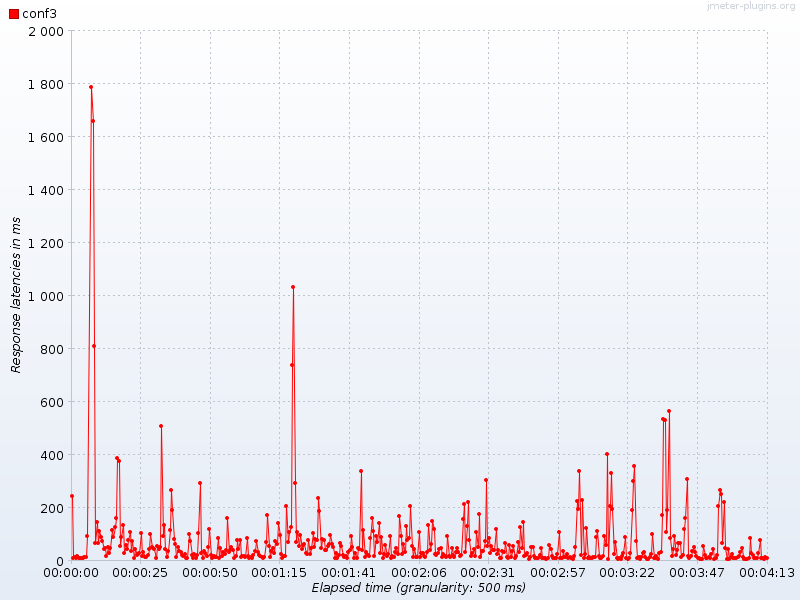 jmeter-plugins.org
conf3
2 000
1 800
1 600
1 400
1 200
1 000
800
600
400
200
0
Response latencies in ms
00:00:00 00:00:25 00:00:50 00:01:15 00:01:41 00:02:06 00:02:31 00:02:57 00:03:22 00:03:47 00:04:13
Elapsed time (granularity: 500 ms)